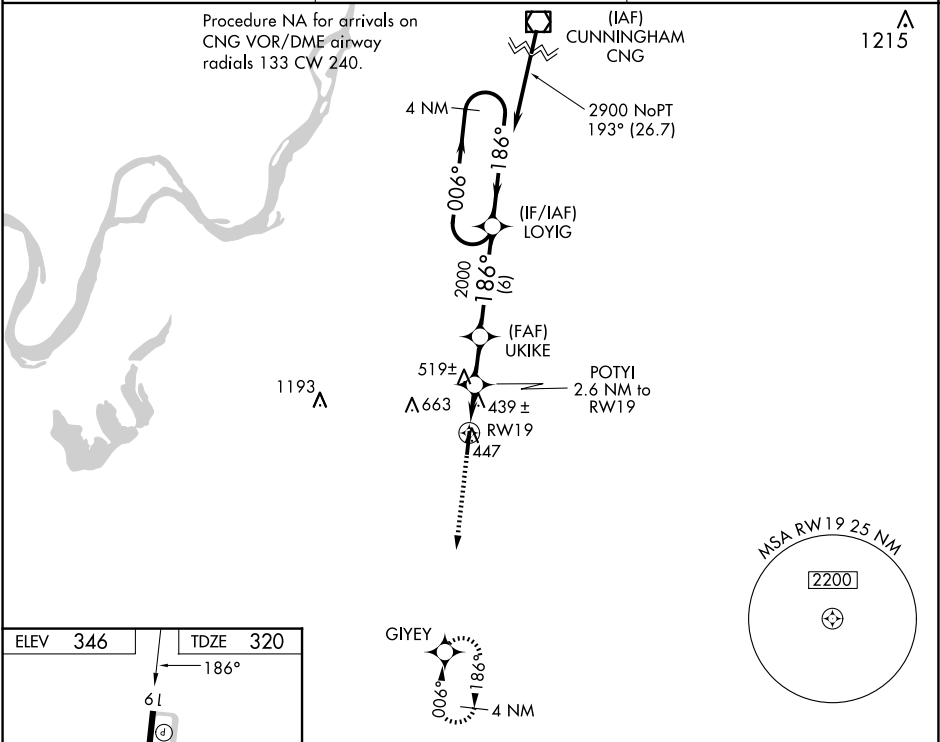 Procedure NA for arrivals on
CNG VOR/DME airway
radials 133 CW 240.
(IAF)
CUNNINGHAM
CNG
1215
4 NM
2900 NoPT
193° (26.7)
006°
186°
(IF/IAF)
LOYIG
2000
186°
(6)
(FAF)
UKIKE
519±
POTYI
2.6 NM to
RW19
1193
663
439 ±
RW19
447
MSA RW19 25 NM
2200
ELEV 346
TDZE 320
186°
19
P
GIYEY
006°
186°
4 NM